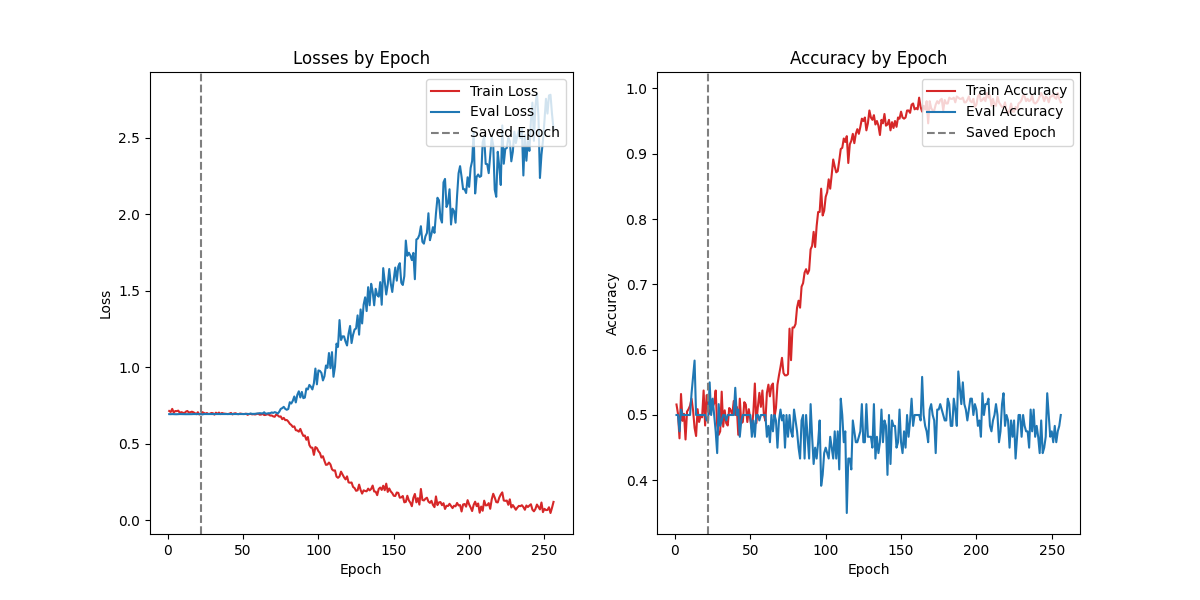 Losses by Epoch
Train Loss
Eval Loss
Saved Epoch
2.5
2.0
1.5
1.0
0.5
0.0
Loss
0
50
100
150
200
250
Epoch
Accuracy by Epoch
Train Accuracy
Eval Accuracy
Saved Epoch
1.0
0.9
0.8
0.7
0.6
0.5
0.4
Accuracy
0
50
100
150
200
250
Epoch